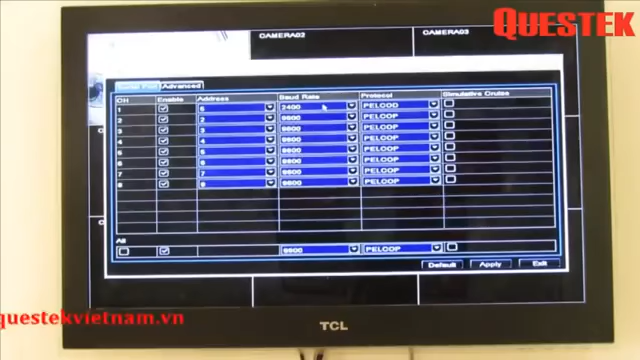 QUESTEK
CAMERA02 CAMERA03
Serial Port Advanced
CH Enable Address Baud Rate Protocol Simulative Cruise
1 6 2400 PELCOD
2 2 9600 PELCOP
3 3 9600 PELCOP
4 4 9600 PELCOP
5 5 9600 PELCOP
6 6 9600 PELCOP
7 7 9600 PELCOP
8 8 9600 PELCOP
All
9600 PELCOP
Default Apply Exit
questekvietnam.vn
TCL